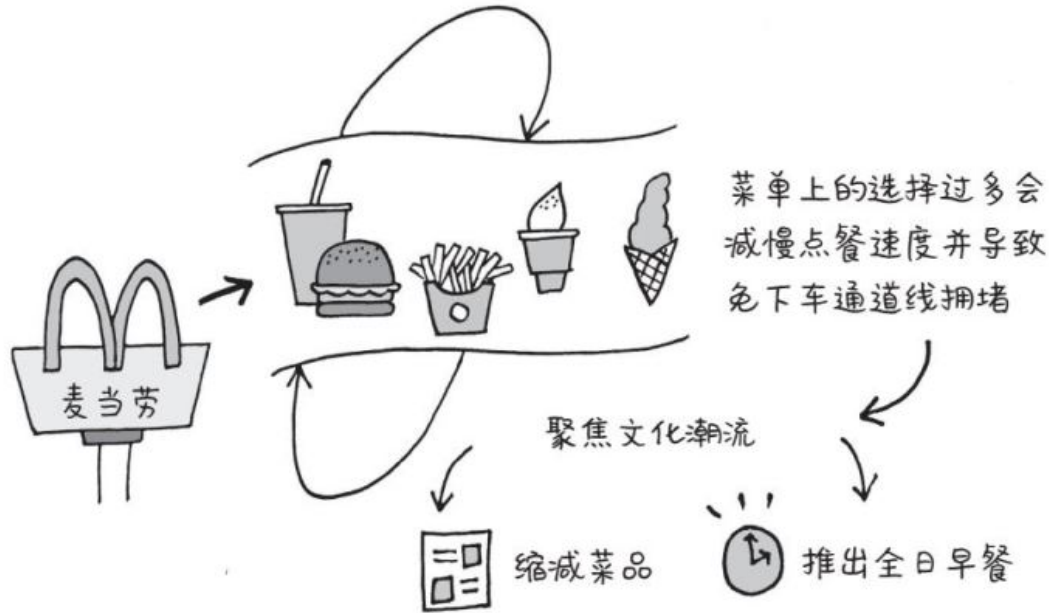 菜单上的选择过多会
减慢点餐速度并导致
免下车通道线拥堵
麦当劳
聚焦文化潮流
缩减菜品
推出全日早餐